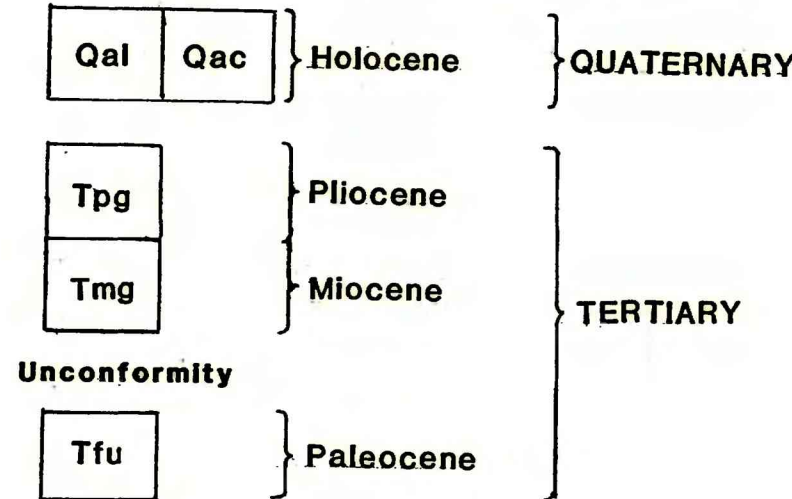 Qal Qac Holocene QUATERNARY
Tpg Pliocene
Tmg Miocene
TERTIARY
Unconformity
Tfu Paleocene